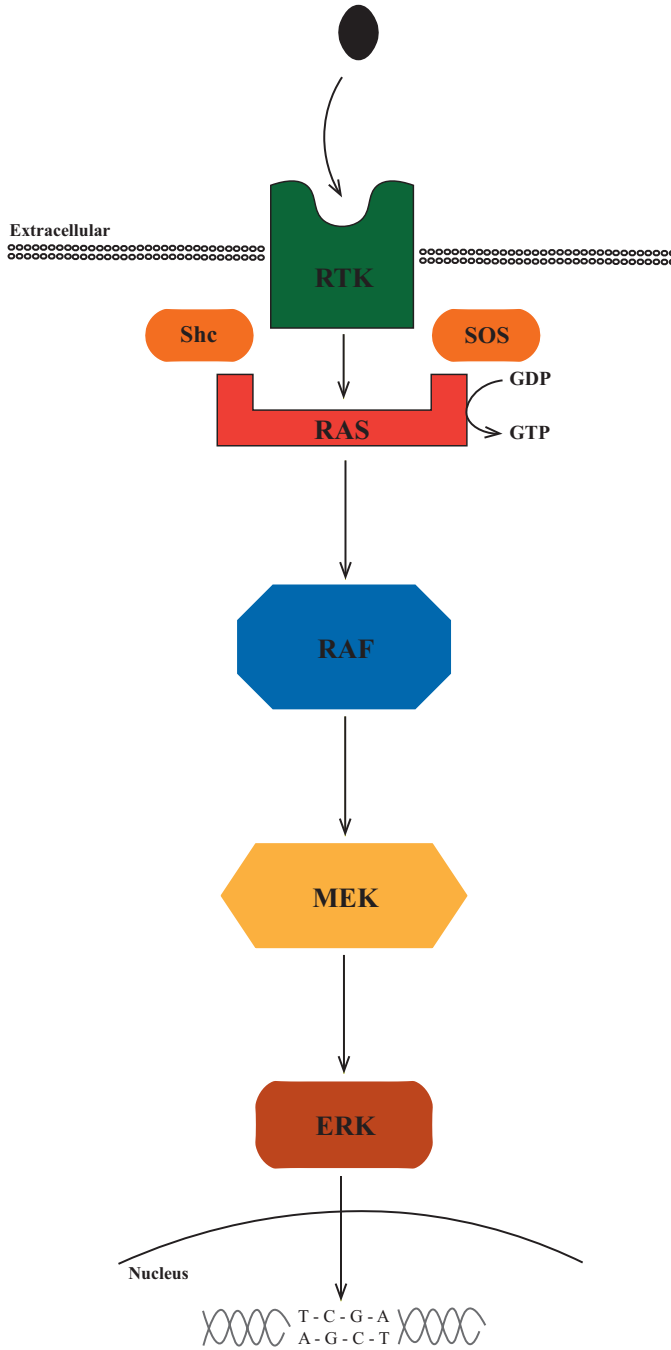 Extracellular
RTK
Shc
SOS
GDP
RAS
GTP
RAF
MEK
ERK
Nucleus
T - C - G - A
A - G - C - T